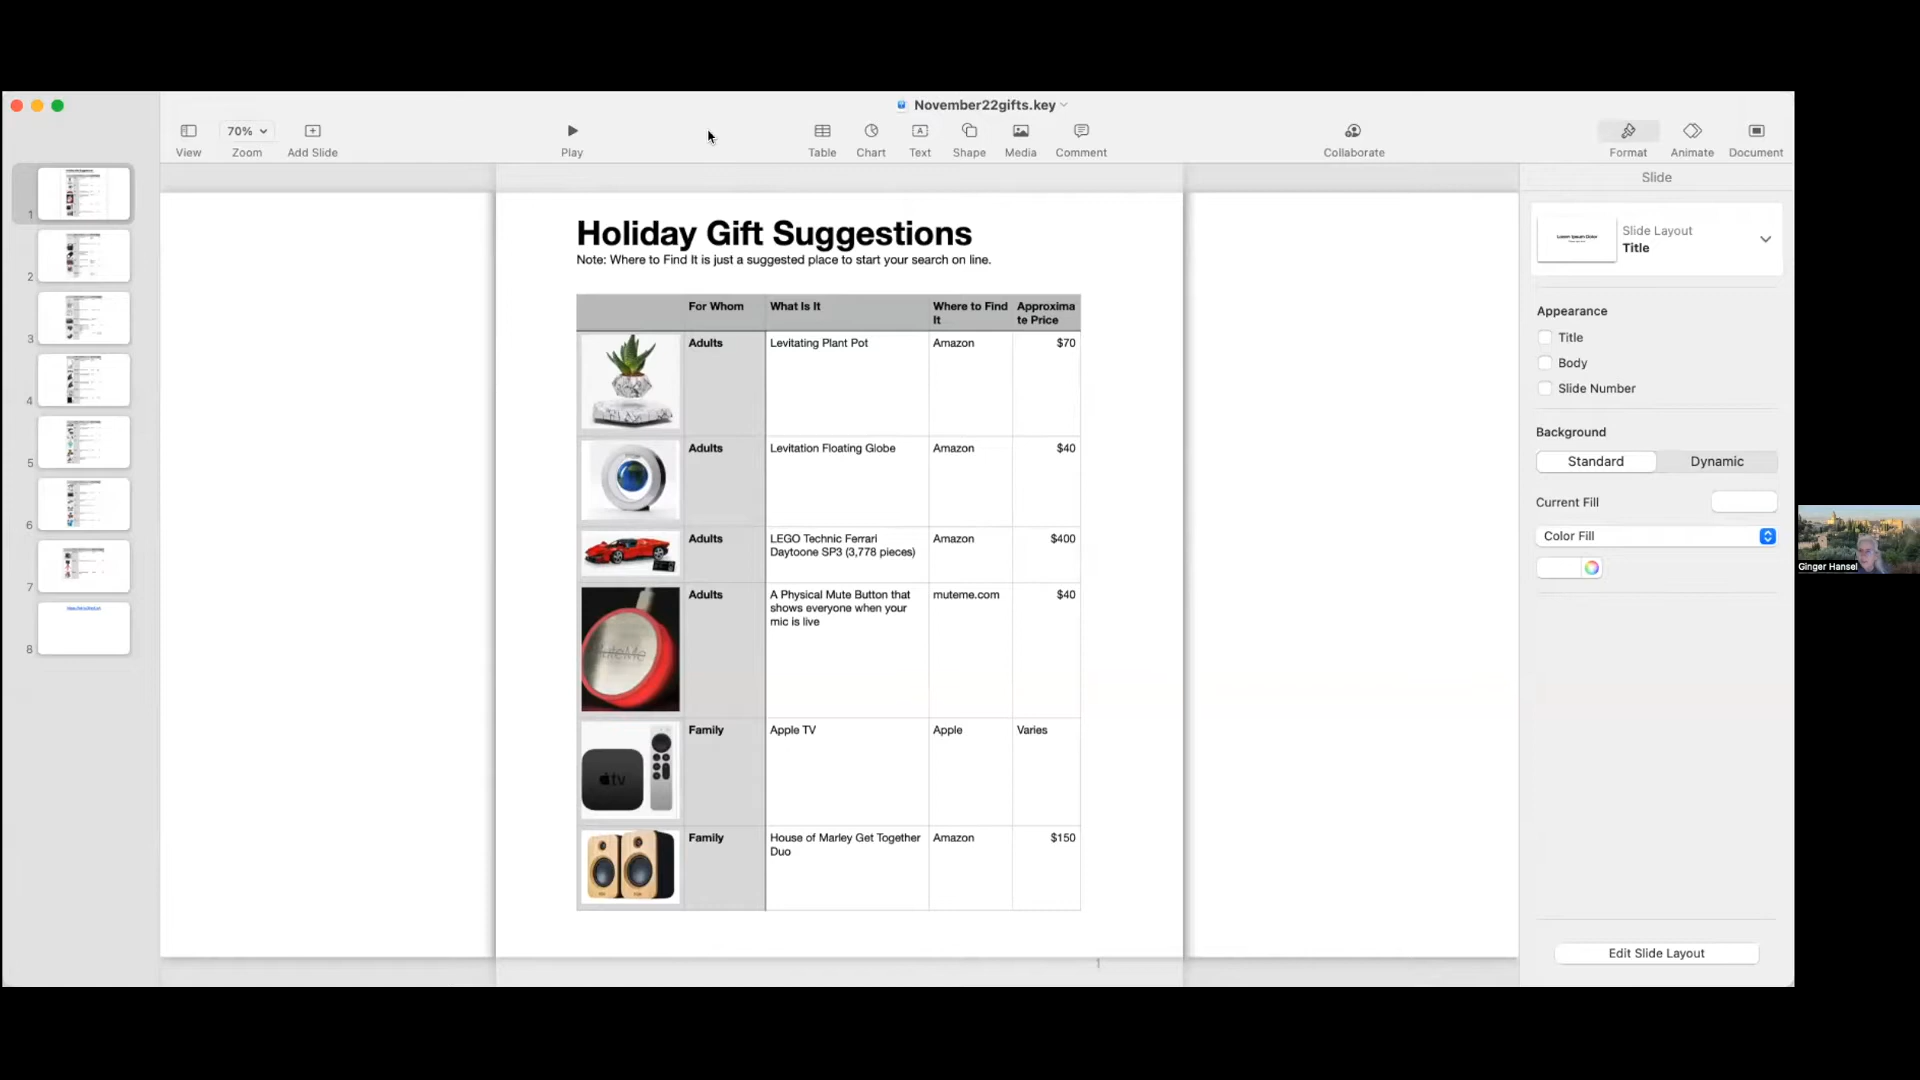 November22gifts.key
70%
View
Zoom
Add Slide
Play
Table
Chart
Text
Shape
Media
Comment
Collaborate
Format
Animate
Document
1
2
3
4
5
6
7
8
Holiday Gift Suggestions
Note: Where to Find It is just a suggested place to start your search on line.
For Whom
What Is It
Where to Find
It
Approxima
te Price
Adults
Levitating Plant Pot
Amazon
$70
Adults
Levitation Floating Globe
Amazon
$40
Adults
LEGO Technic Ferrari
Daytoone SP3 (3,778 pieces)
Amazon
$400
Adults
A Physical Mute Button that
shows everyone when your
mic is live
muteme.com
$40
MuteMe
Family
Apple TV
Apple
Varies
tv
Family
House of Marley Get Together
Duo
Amazon
$150
1
Slide
Slide Layout
Title
Appearance
Title
Body
Slide Number
Background
Standard
Dynamic
Current Fill
Color Fill
Edit Slide Layout
Ginger Hansel